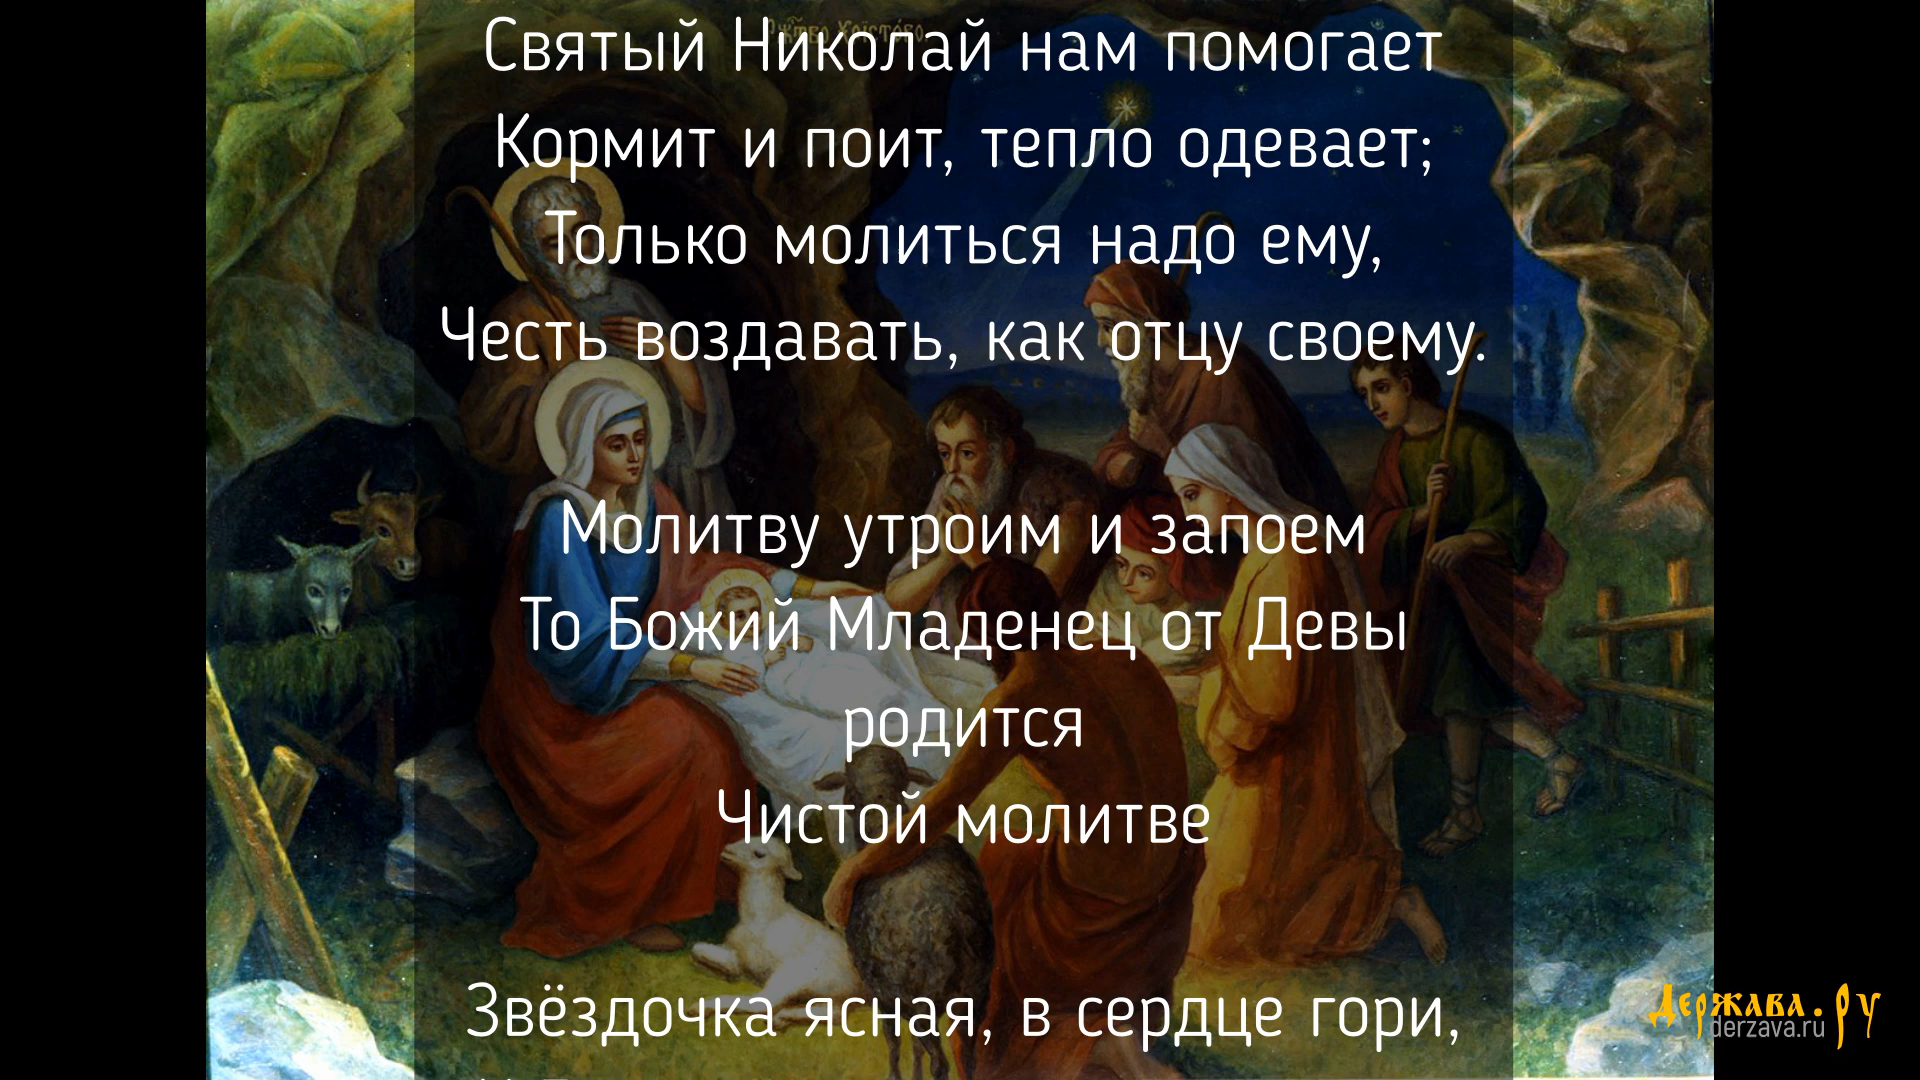 Святый Николай нам помогает
Кормит и поит, тепло одевает;
Только молиться надо ему,
Честь воздавать, как отцу своему.
Молитву утроим и запоем
То Божий Младенец от Девы
родится
Чистой молитве
Звёздочка ясная, в сердце гори,
Держава.Ру
derzava.ru